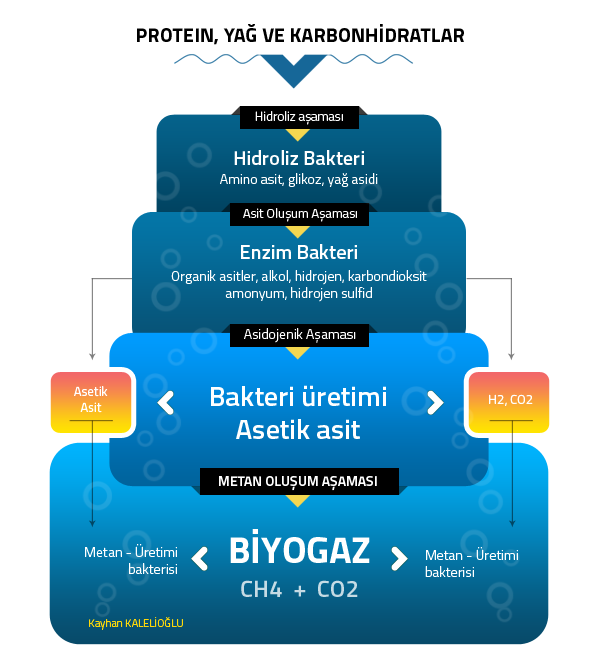 PROTEIN, YAĞ VE KARBONHİDRATLAR
Hidroliz aşaması
Hidroliz Bakteri
Amino asit, glikoz, yağ asidi
Asit Oluşum Aşaması
Enzim Bakteri
Organik asitler, alkol, hidrojen, karbondioksit
amonyum, hidrojen sulfid
Asidojenik Aşaması
Asetik
Asit
Bakteri üretimi
Asetik asit
H2, CO2
METAN OLUŞUM AŞAMASI
Metan - Üretimi
bakterisi
BİYOGAZ
CH4 + CO2
Metan - Üretimi
bakterisi
Kayhan KALELİOĞLU